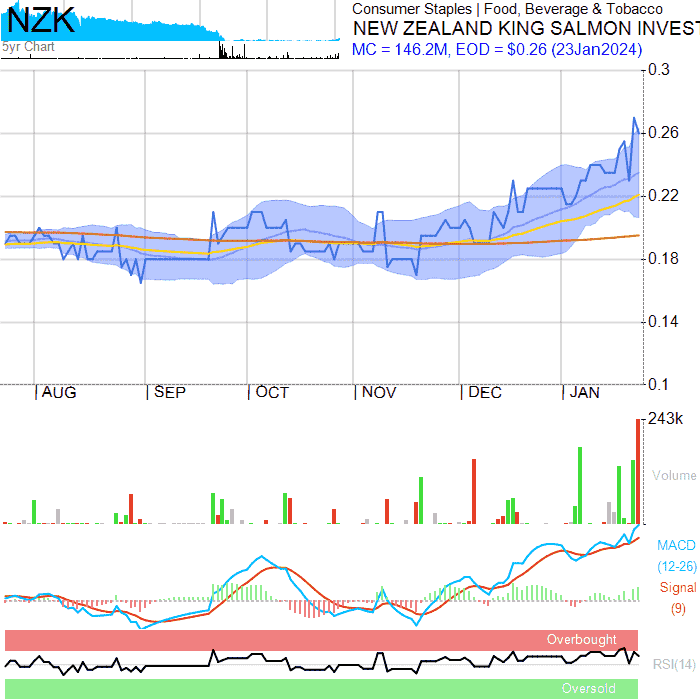 NZK
5yr Chart
Consumer Staples | Food, Beverage & Tobacco
NEW ZEALAND KING SALMON INVEST
MC = 146.2M, EOD = $0.26 (23Jan2024)
0.3
0.26
0.22
0.18
0.14
0.1
AUG SEP OCT NOV DEC JAN
243k
Volume
MACD
(12-26)
Signal
(9)
Overbought
RSI(14)
Oversold